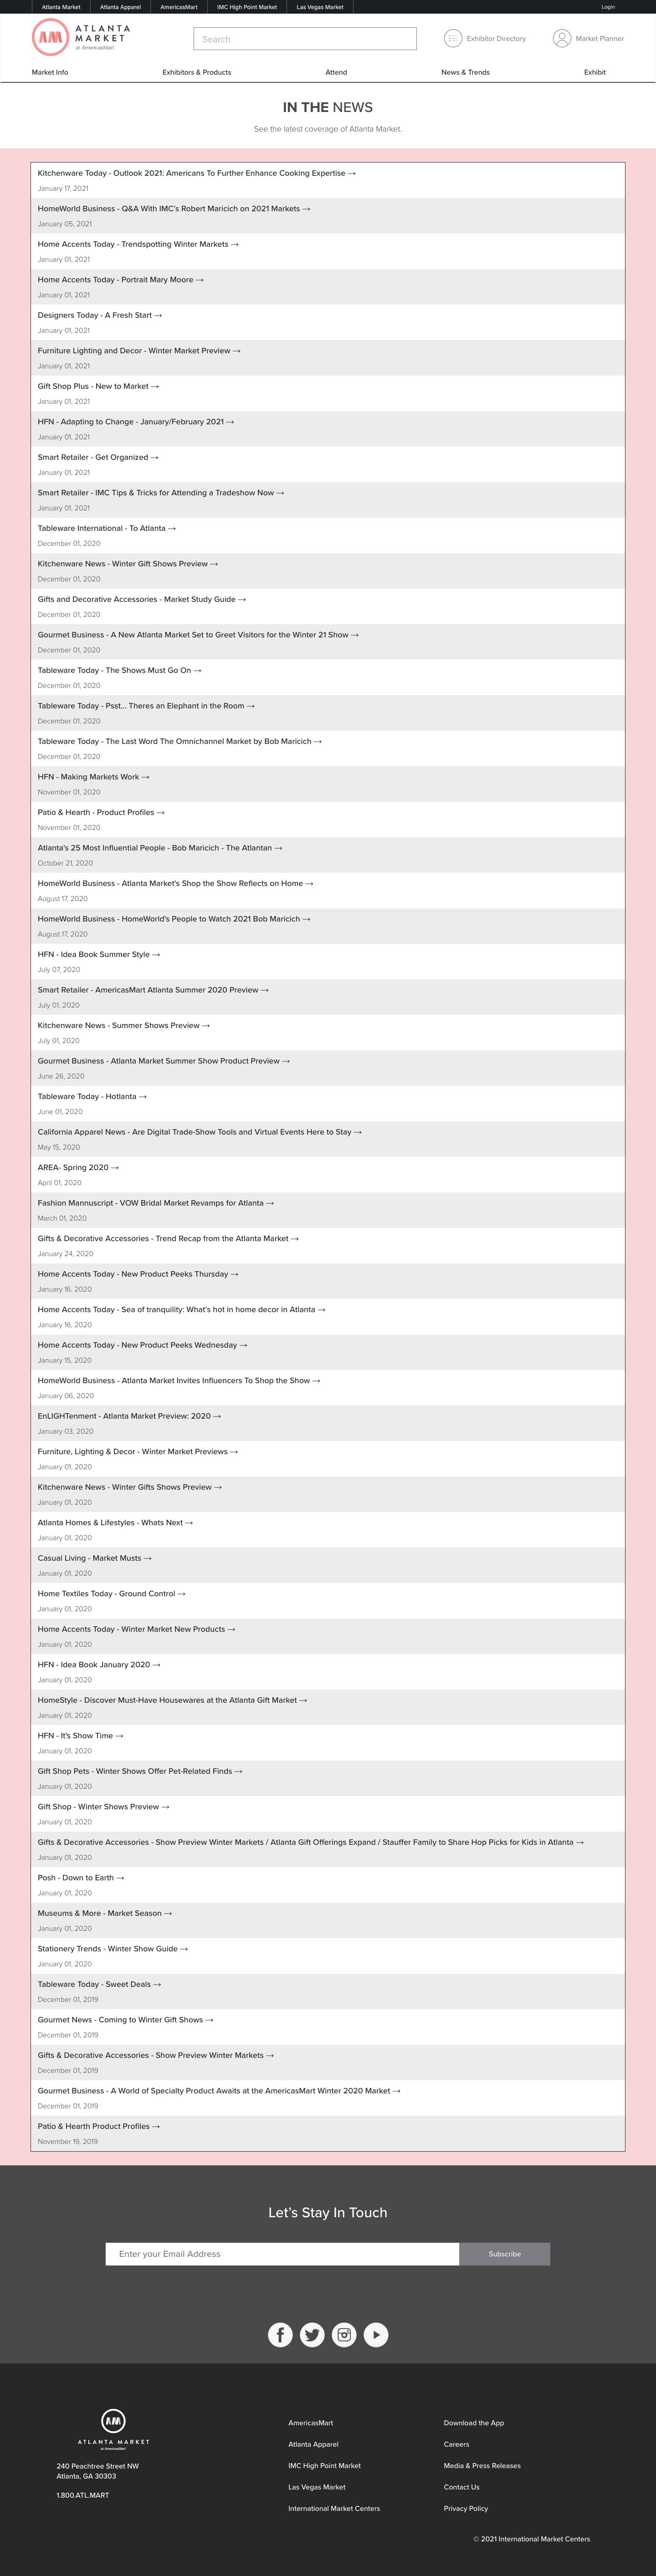 Atlanta Market
Atlanta Apparel
AmericasMart
IMC High Point Market
Las Vegas Market
Login
AM
ATLANTA
MARKET
at AmericasMart
Search
Exhibitor Directory
Market Planner
Market Info
Exhibitors & Products
Attend
News & Trends
Exhibit
IN THE NEWS
See the latest coverage of Atlanta Market.
Kitchenware Today - Outlook 2021: Americans To Further Enhance Cooking Expertise →
January 17, 2021
HomeWorld Business - Q&A With IMC's Robert Maricich on 2021 Markets →
January 05, 2021
Home Accents Today - Trendspotting Winter Markets →
January 01, 2021
Home Accents Today - Portrait Mary Moore →
January 01, 2021
Designers Today - A Fresh Start →
January 01, 2021
Furniture Lighting and Decor - Winter Market Preview →
January 01, 2021
Gift Shop Plus - New to Market →
January 01, 2021
HFN - Adapting to Change - January/February 2021 →
January 01, 2021
Smart Retailer - Get Organized →
January 01, 2021
Smart Retailer - IMC Tips & Tricks for Attending a Tradeshow Now →
January 01, 2021
Tableware International - To Atlanta →
December 01, 2020
Kitchenware News - Winter Gift Shows Preview →
December 01, 2020
Gifts and Decorative Accessories - Market Study Guide →
December 01, 2020
Gourmet Business - A New Atlanta Market Set to Greet Visitors for the Winter 21 Show →
December 01, 2020
Tableware Today - The Shows Must Go On →
December 01, 2020
Tableware Today - Psst... Theres an Elephant in the Room →
December 01, 2020
Tableware Today - The Last Word The Omnichannel Market by Bob Maricich →
December 01, 2020
HFN - Making Markets Work →
November 01, 2020
Patio & Hearth - Product Profiles →
November 01, 2020
Atlanta's 25 Most Influential People - Bob Maricich - The Atlantan →
October 21, 2020
HomeWorld Business - Atlanta Market's Shop the Show Reflects on Home →
August 17, 2020
HomeWorld Business - HomeWorld's People to Watch 2021 Bob Maricich →
August 17, 2020
HFN - Idea Book Summer Style →
July 07, 2020
Smart Retailer - AmericasMart Atlanta Summer 2020 Preview →
July 01, 2020
Kitchenware News - Summer Shows Preview →
July 01, 2020
Gourmet Business - Atlanta Market Summer Show Product Preview →
June 26, 2020
Tableware Today - Hotlanta →
June 01, 2020
California Apparel News - Are Digital Trade-Show Tools and Virtual Events Here to Stay →
May 15, 2020
AREA- Spring 2020 →
April 01, 2020
Fashion Mannuscript - VOW Bridal Market Revamps for Atlanta →
March 01, 2020
Gifts & Decorative Accessories - Trend Recap from the Atlanta Market →
January 24, 2020
Home Accents Today - New Product Peeks Thursday →
January 16, 2020
Home Accents Today - Sea of tranquility: What's hot in home decor in Atlanta →
January 16, 2020
Home Accents Today - New Product Peeks Wednesday →
January 15, 2020
HomeWorld Business - Atlanta Market Invites Influencers To Shop the Show →
January 06, 2020
EnLIGHTenment - Atlanta Market Preview: 2020 →
January 03, 2020
Furniture, Lighting & Decor - Winter Market Previews →
January 01, 2020
Kitchenware News - Winter Gifts Shows Preview →
January 01, 2020
Atlanta Homes & Lifestyles - Whats Next →
January 01, 2020
Casual Living - Market Musts →
January 01, 2020
Home Textiles Today - Ground Control →
January 01, 2020
Home Accents Today - Winter Market New Products →
January 01, 2020
HFN - Idea Book January 2020 →
January 01, 2020
HomeStyle - Discover Must-Have Housewares at the Atlanta Gift Market →
January 01, 2020
HFN - It's Show Time →
January 01, 2020
Gift Shop Pets - Winter Shows Offer Pet-Related Finds →
January 01, 2020
Gift Shop - Winter Shows Preview →
January 01, 2020
Gifts & Decorative Accessories - Show Preview Winter Markets / Atlanta Gift Offerings Expand / Stauffer Family to Share Hop Picks for Kids in Atlanta →
January 01, 2020
Posh - Down to Earth →
January 01, 2020
Museums & More - Market Season →
January 01, 2020
Stationery Trends - Winter Show Guide →
January 01, 2020
Tableware Today - Sweet Deals →
December 01, 2019
Gourmet News - Coming to Winter Gift Shows →
December 01, 2019
Gifts & Decorative Accessories - Show Preview Winter Markets →
December 01, 2019
Gourmet Business - A World of Specialty Product Awaits at the AmericasMart Winter 2020 Market →
December 01, 2019
Patio & Hearth Product Profiles →
November 19, 2019
Let's Stay In Touch
Enter your Email Address
Subscribe
AM
ATLANTA MARKET
at AmericasMart
240 Peachtree Street NW
Atlanta, GA 30303
1.800.ATL.MART
AmericasMart
Atlanta Apparel
IMC High Point Market
Las Vegas Market
International Market Centers
Download the App
Careers
Media & Press Releases
Contact Us
Privacy Policy
© 2021 International Market Centers